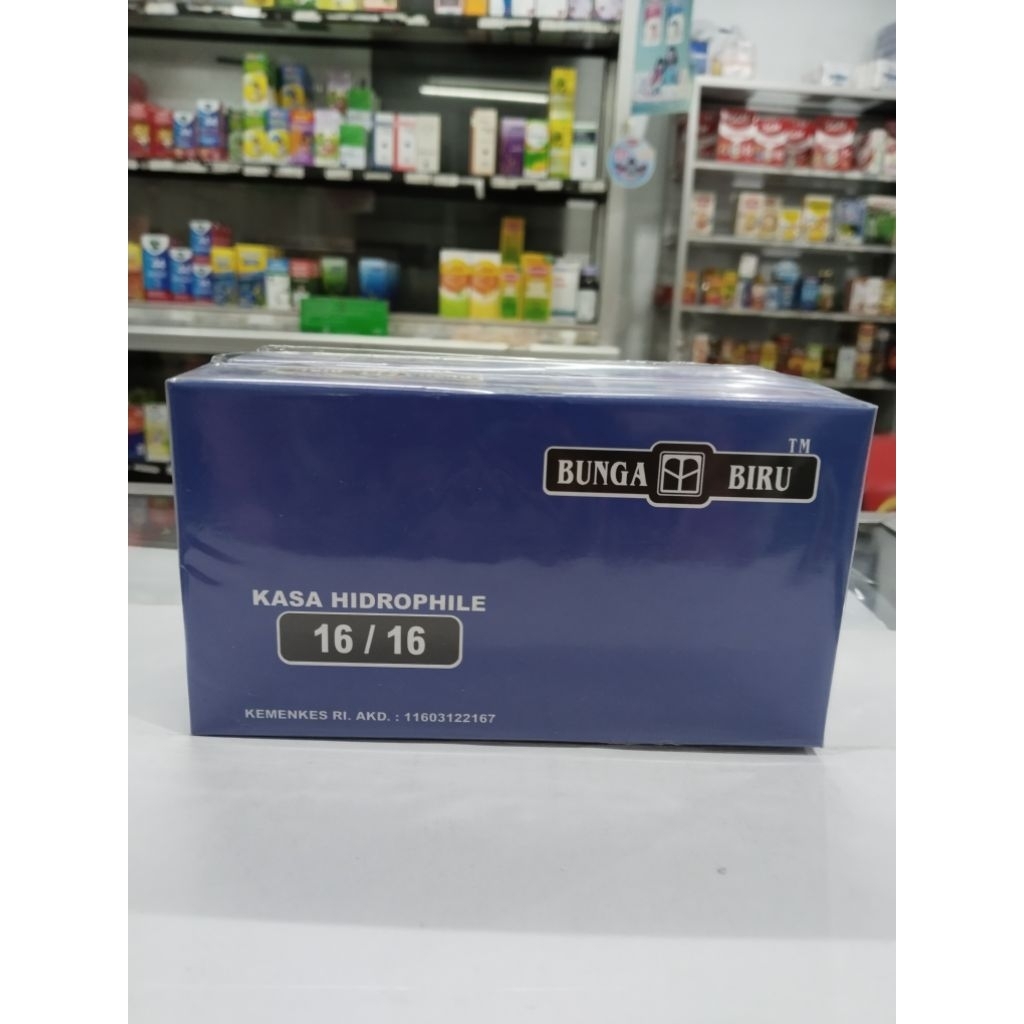 BUNGA BIRU TM
KASA HIDROPHILE
16 / 16
KEMENKES RI. AKD. : 11603122167